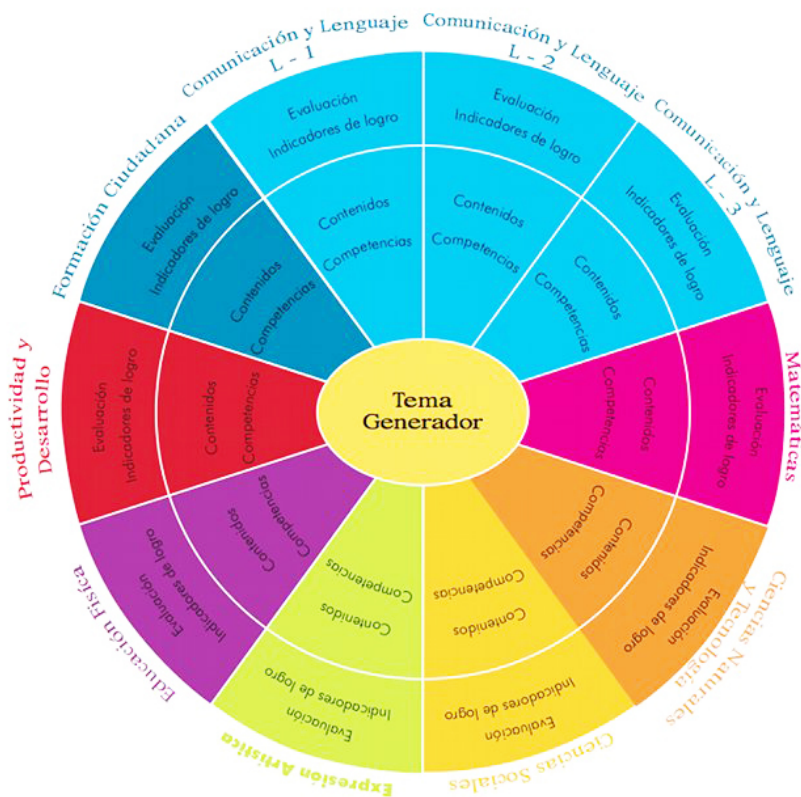 Comunicación y Lenguaje
L - 1
Evaluación
Indicadores de logro
Contenidos
Competencias
Comunicación y Lenguaje
L - 2
Evaluación
Indicadores de logro
Contenidos
Competencias
Comunicación y Lenguaje
L - 3
Evaluación
Indicadores de logro
Contenidos
Competencias
Matemáticas
Evaluación
Indicadores de logro
Contenidos
Competencias
Ciencias Naturales
y Tecnología
Evaluación
Indicadores de logro
Contenidos
Competencias
Ciencias Sociales
Evaluación
Indicadores de logro
Contenidos
Competencias
Expresión Artistica
Evaluación
Indicadores de logro
Contenidos
Competencias
Educación Física
Evaluación
Indicadores de logro
Contenidos
Competencias
Productividad y
Desarrollo
Evaluación
Indicadores de logro
Contenidos
Competencias
Formación Ciudadana
Evaluación
Indicadores de logro
Contenidos
Competencias
Tema
Generador